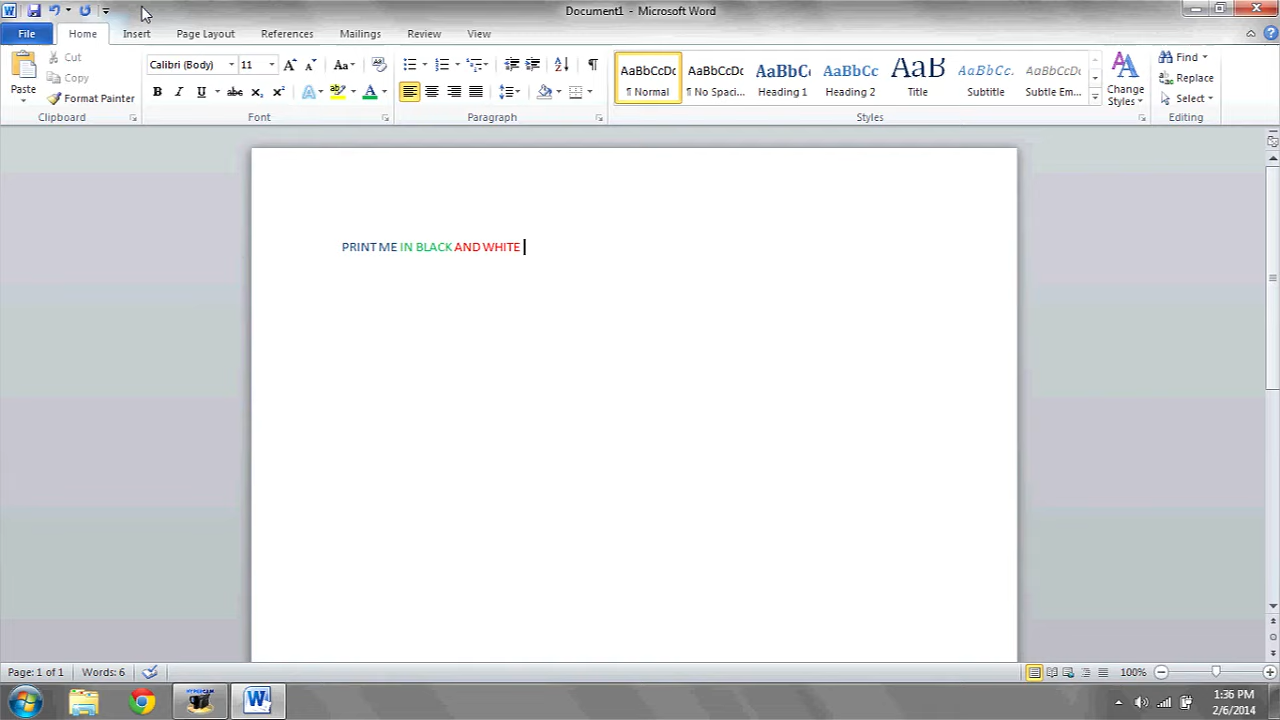 Document1 - Microsoft Word
File Home Insert Page Layout References Mailings Review View
Paste
Cut
Copy
Format Painter
Clipboard
Calibri (Body) 11
Font
Paragraph
AaBbCcDc AaBbCcDc AaBbC AaBbCc AaB AaBbCc. AaBbCcDc
¶ Normal ¶ No Spaci... Heading 1 Heading 2 Title Subtitle Subtle Em...
Styles
Change Styles
Find
Replace
Select
Editing
PRINT ME IN BLACK AND WHITE
Page: 1 of 1 Words: 6 100%
1:36 PM
2/6/2014